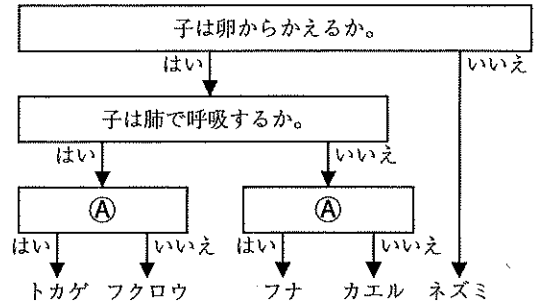 子は卵からかえるか。
はい いいえ
子は肺で呼吸するか。
はい いいえ
Ⓐ Ⓐ
はい いいえ はい いいえ
トカゲ フクロウ フナ カエル ネズミ